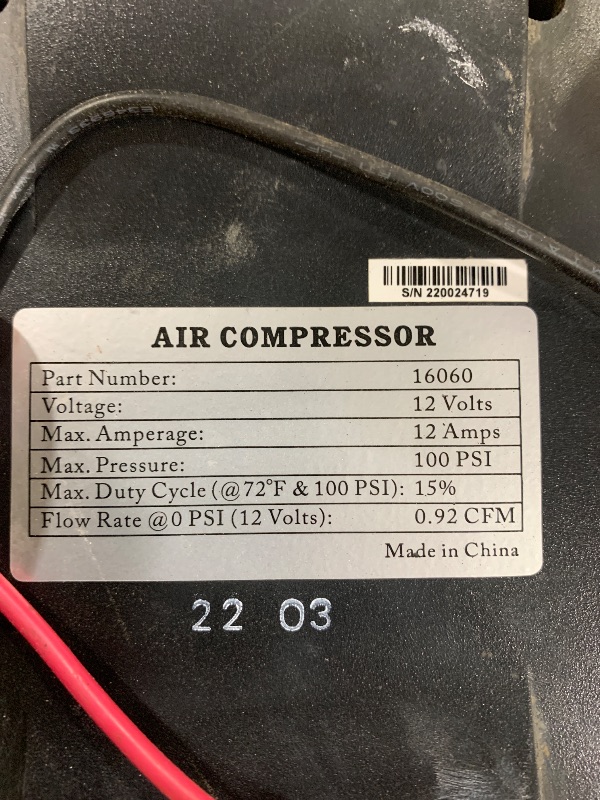 600V
S/N 220024719
AIR COMPRESSOR
Part Number: 16060
Voltage: 12 Volts
Max. Amperage: 12 Amps
Max. Pressure: 100 PSI
Max. Duty Cycle (@72°F & 100 PSI): 15%
Flow Rate @0 PSI (12 Volts): 0.92 CFM
Made in China
22 03